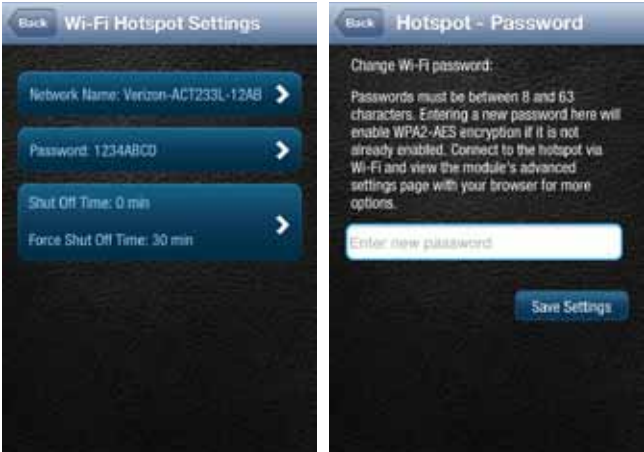 Back
Wi-Fi Hotspot Settings
Network Name: Verizon-ACT233L-12AB
Password: 1234ABCD
Shut Off Time: 0 min
Force Shut Off Time: 30 min
Back
Hotspot - Password
Change Wi-Fi password:
Passwords must be between 8 and 63
characters. Entering a new password here will
enable WPA2-AES encryption if it is not
already enabled. Connect to the hotspot via
Wi-Fi and view the module's advanced
settings page with your browser for more
options.
Enter new password
Save Settings